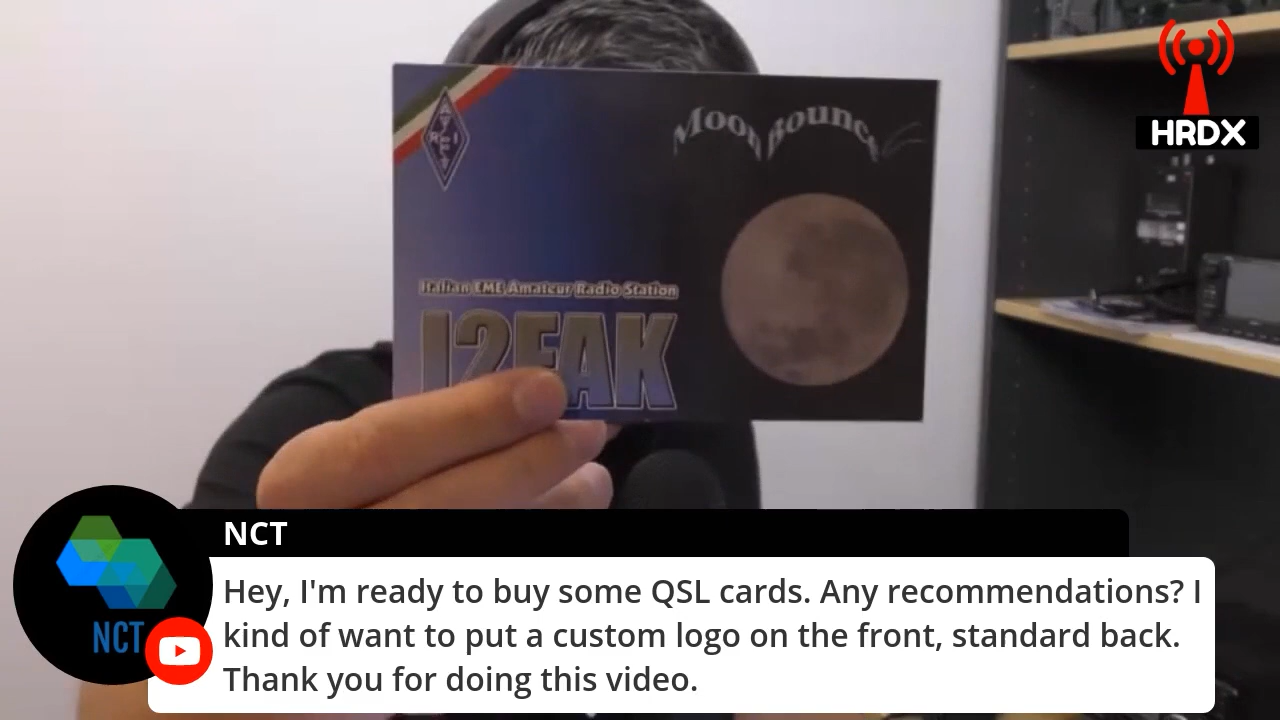 HRDX
Moon Bounce
A
R I
Italian EME Amateur Radio Station
I2FAK
NCT
NCT
Hey, I'm ready to buy some QSL cards. Any recommendations? I
kind of want to put a custom logo on the front, standard back.
Thank you for doing this video.